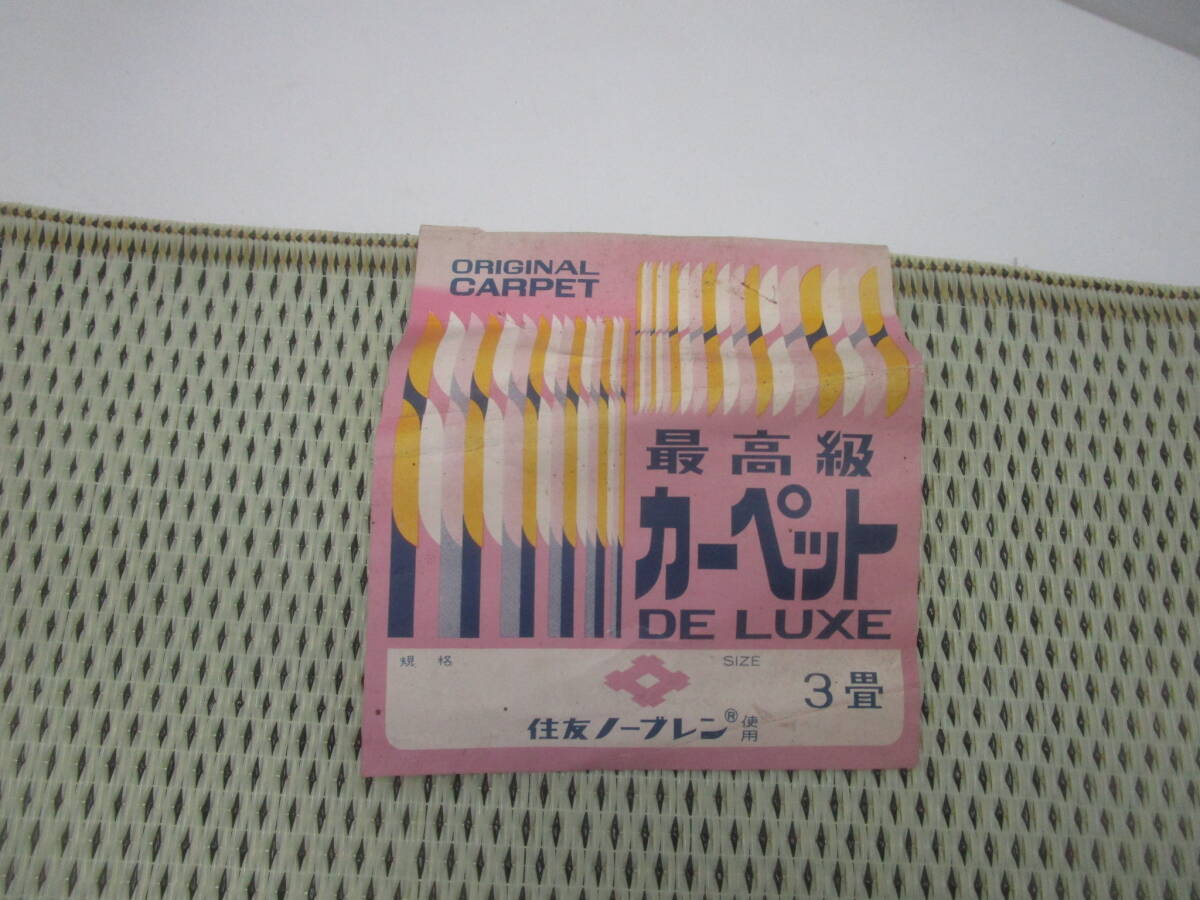 ORIGINAL
CARPET
最高級
カーペット
DE LUXE
規格
SIZE
3畳
住友ノーブレン®使用